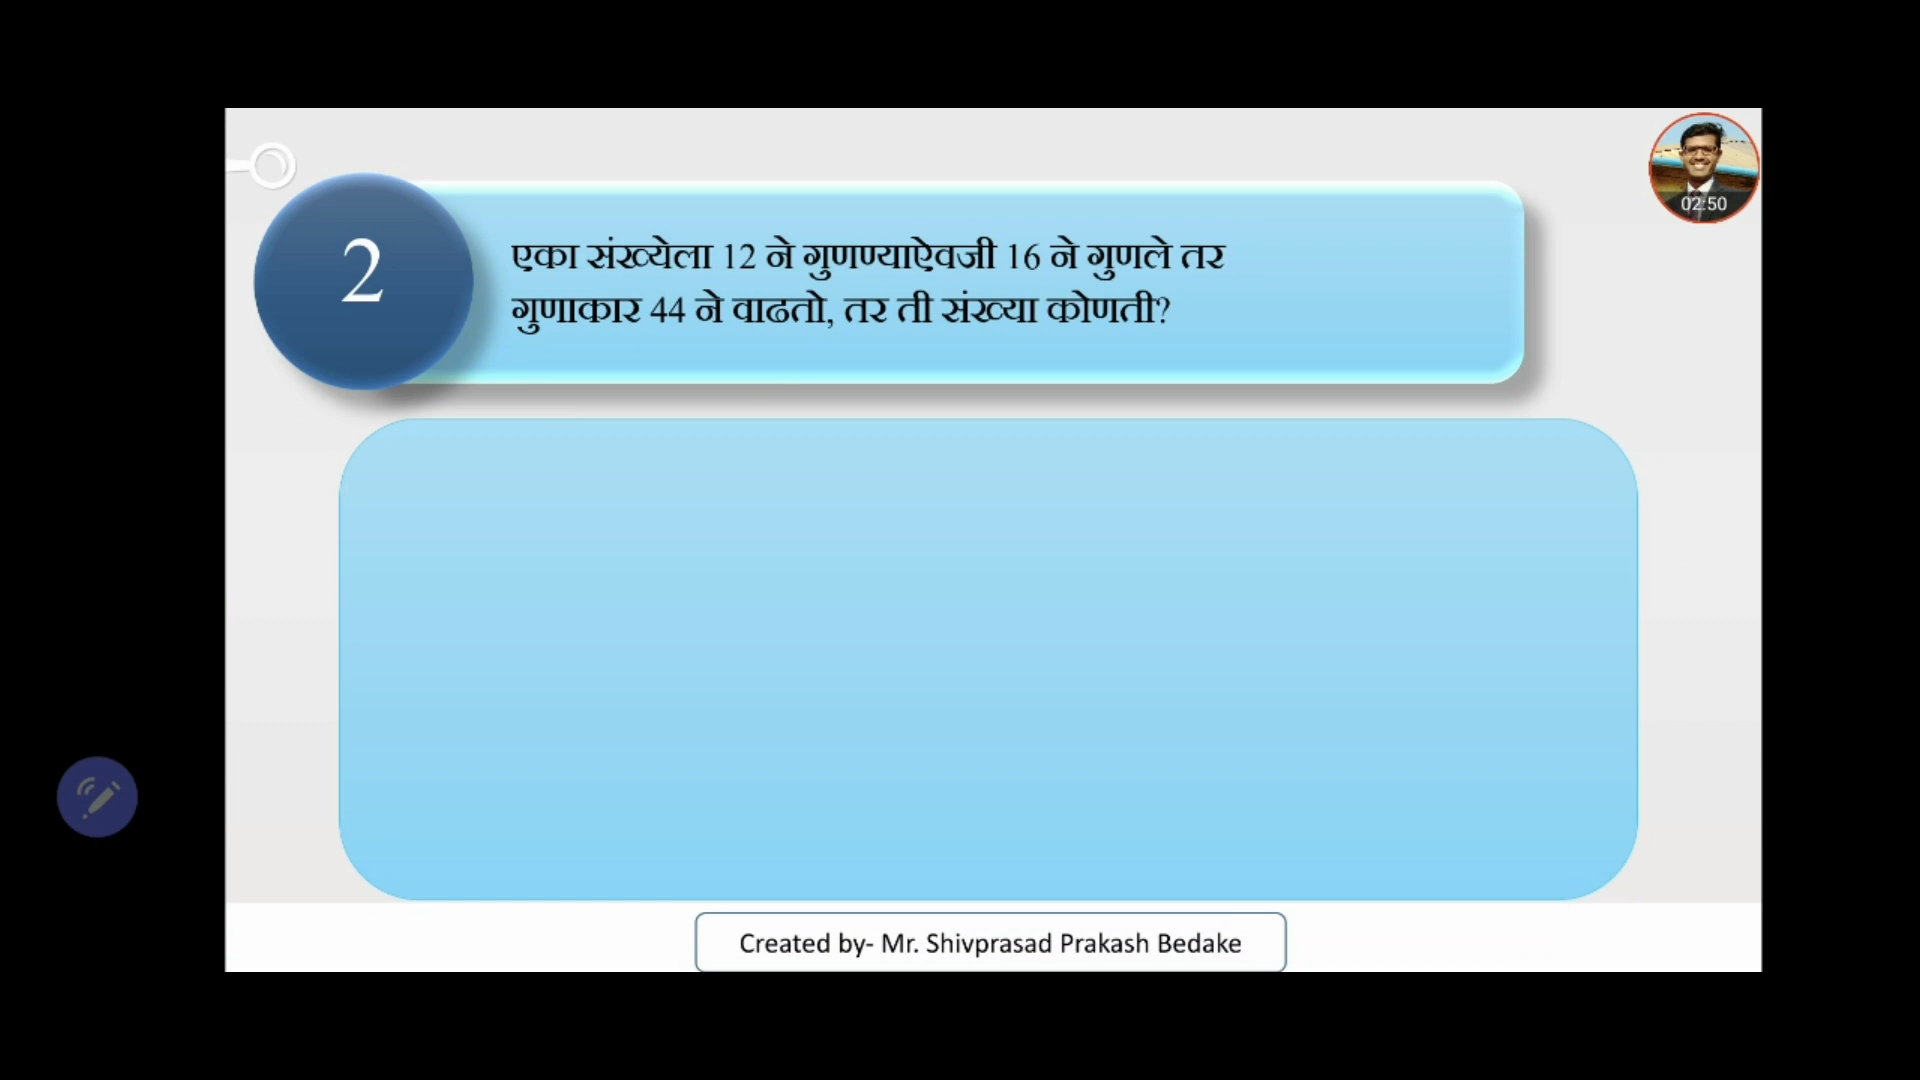 02:50
2
एका संख्येला 12 ने गुणण्याऐवजी 16 ने गुणले तर
गुणाकार 44 ने वाढतो, तर ती संख्या कोणती?
Created by- Mr. Shivprasad Prakash Bedake